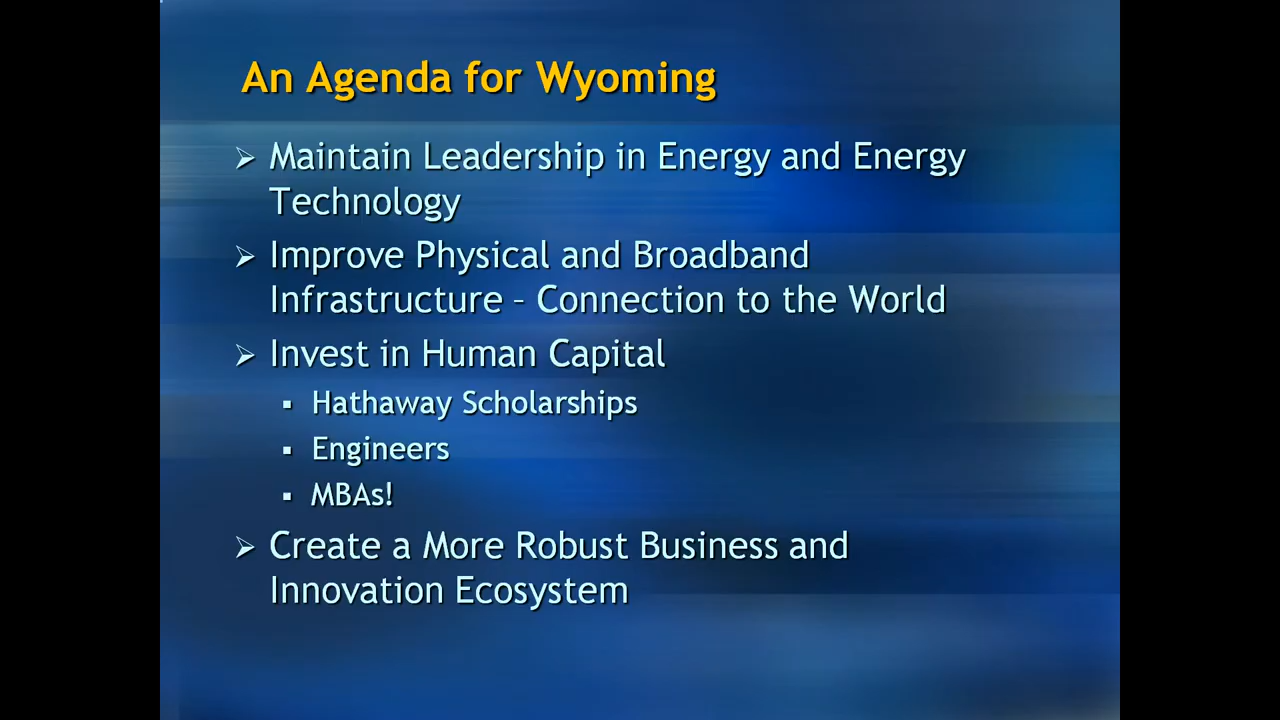 An Agenda for Wyoming
➢ Maintain Leadership in Energy and Energy
Technology
➢ Improve Physical and Broadband
Infrastructure – Connection to the World
➢ Invest in Human Capital
▪ Hathaway Scholarships
▪ Engineers
▪ MBAs!
➢ Create a More Robust Business and
Innovation Ecosystem